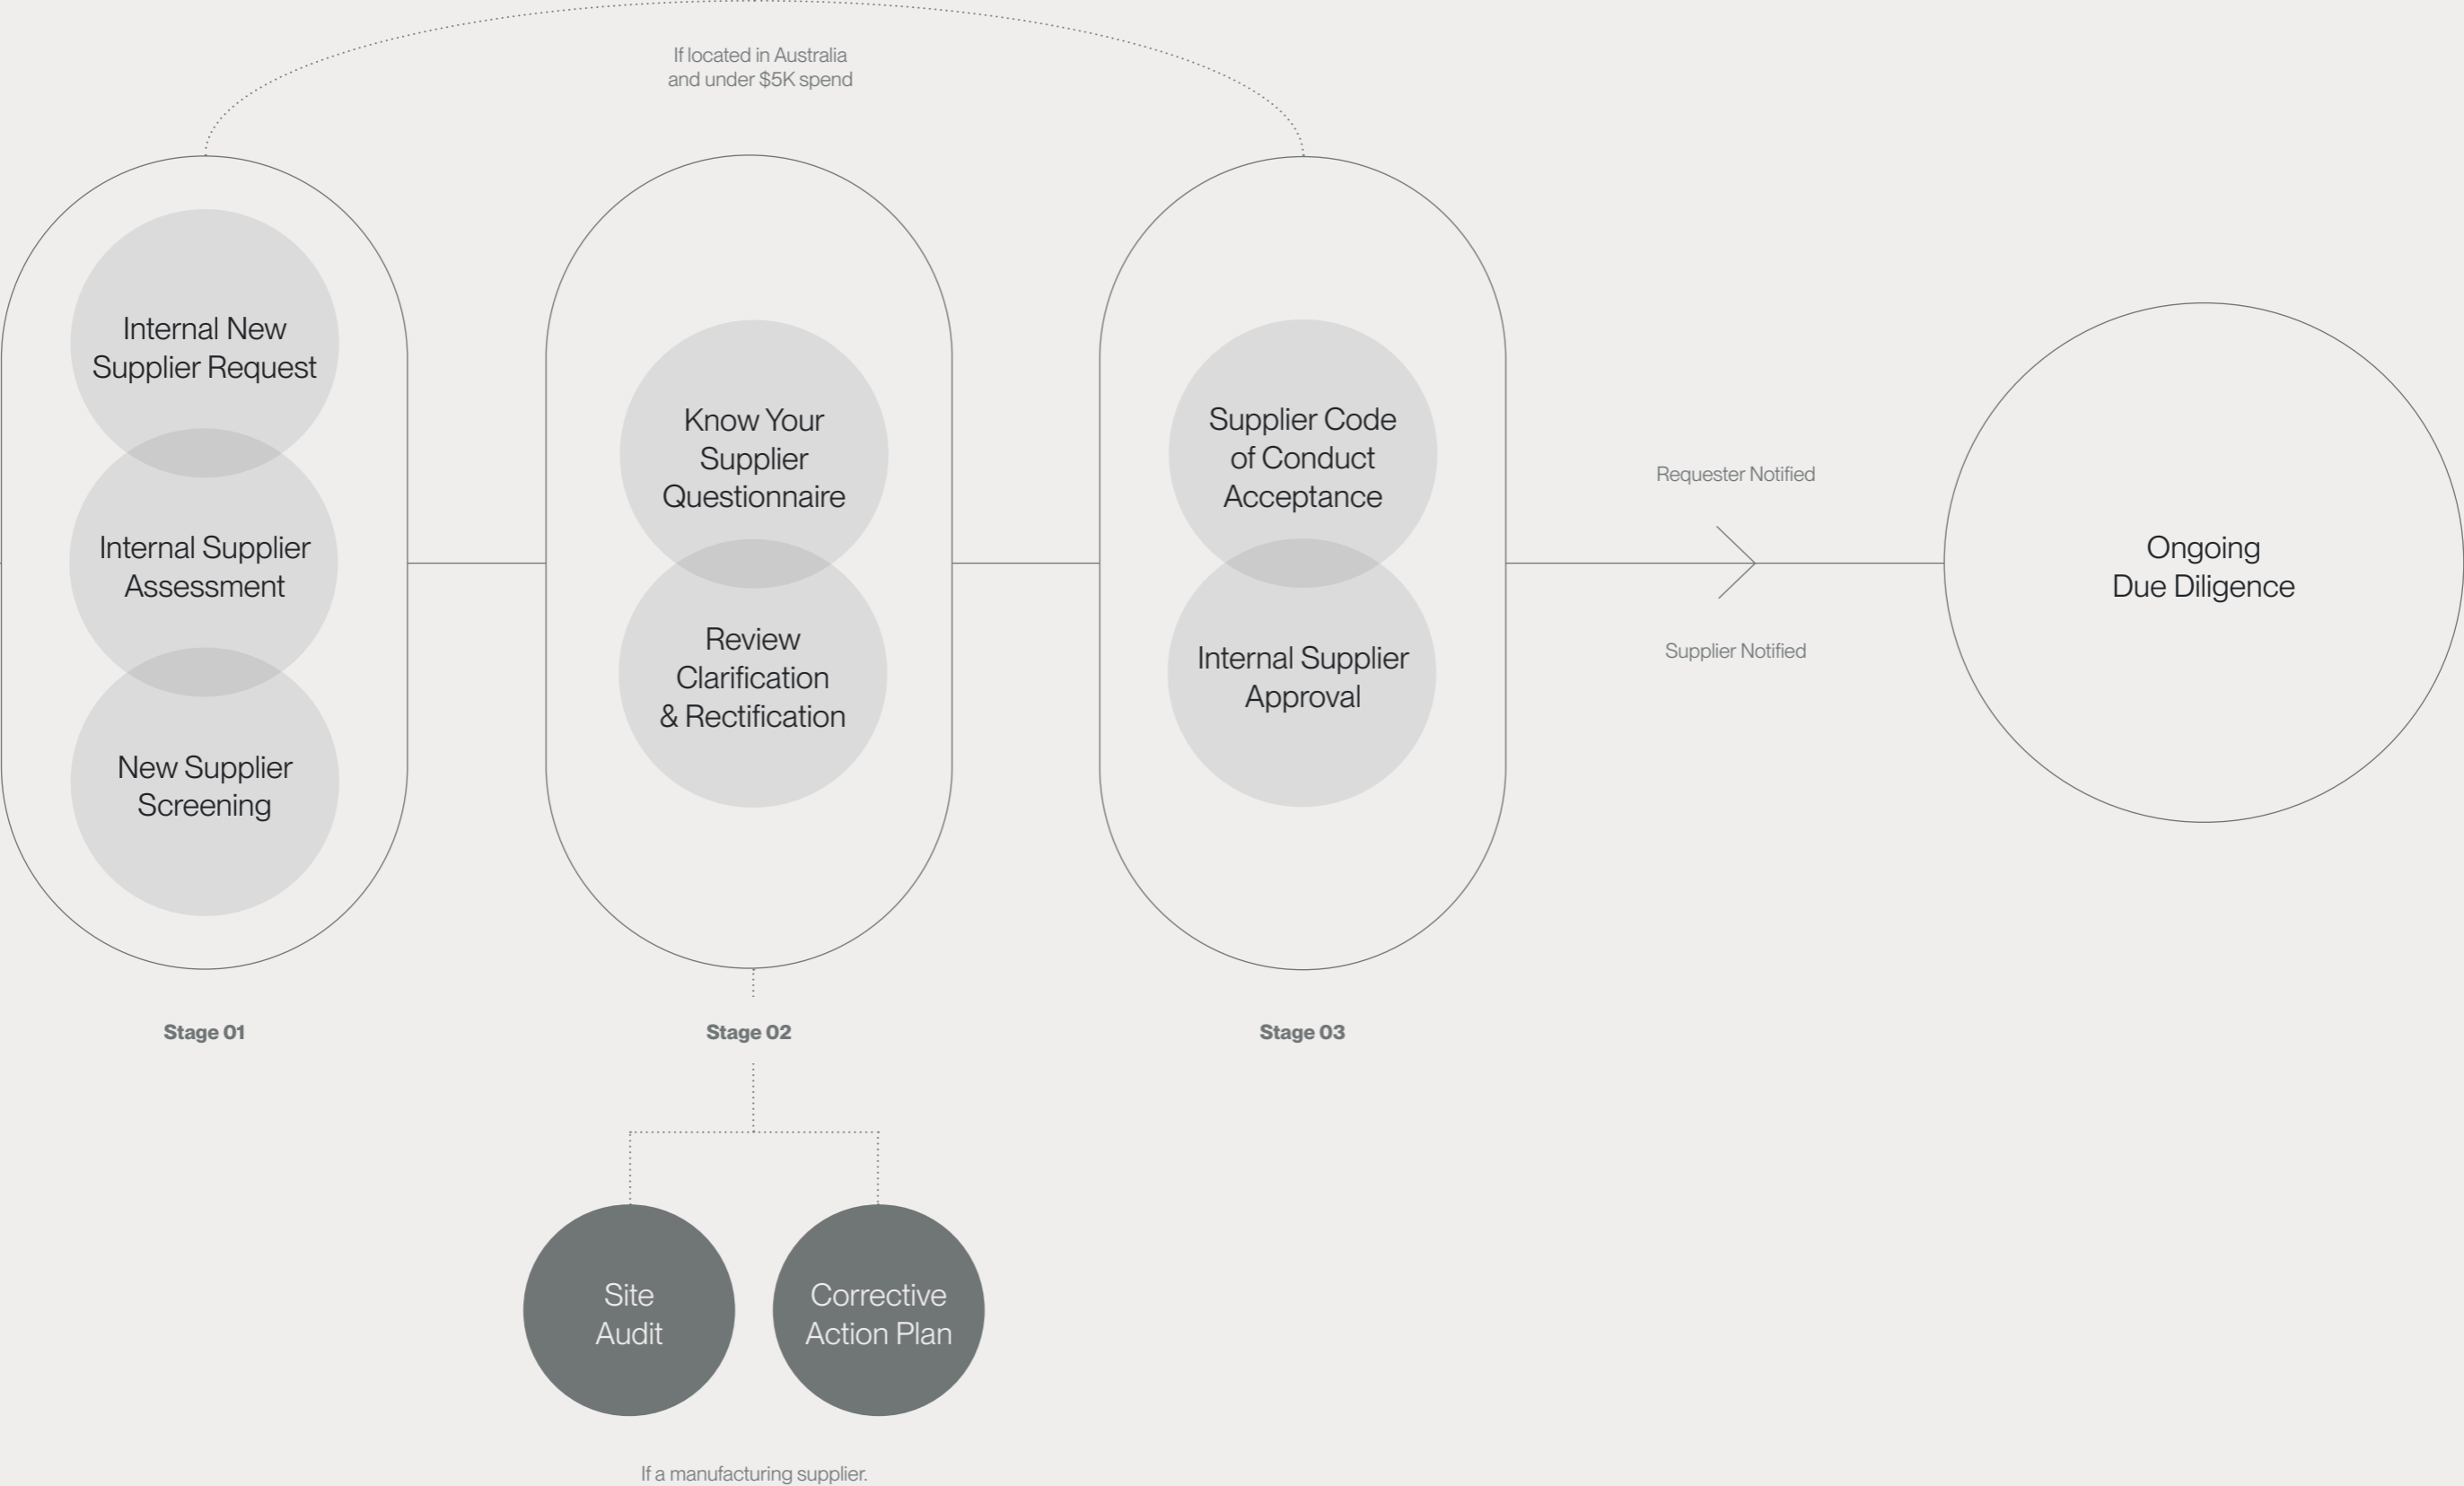 If located in Australia
and under $5K spend
Internal New
Supplier Request
Internal Supplier
Assessment
New Supplier
Screening
Stage 01
Know Your
Supplier
Questionnaire
Review
Clarification
& Rectification
Stage 02
Supplier Code
of Conduct
Acceptance
Internal Supplier
Approval
Stage 03
Requester Notified
Supplier Notified
Ongoing
Due Diligence
Site
Audit
Corrective
Action Plan
If a manufacturing supplier.